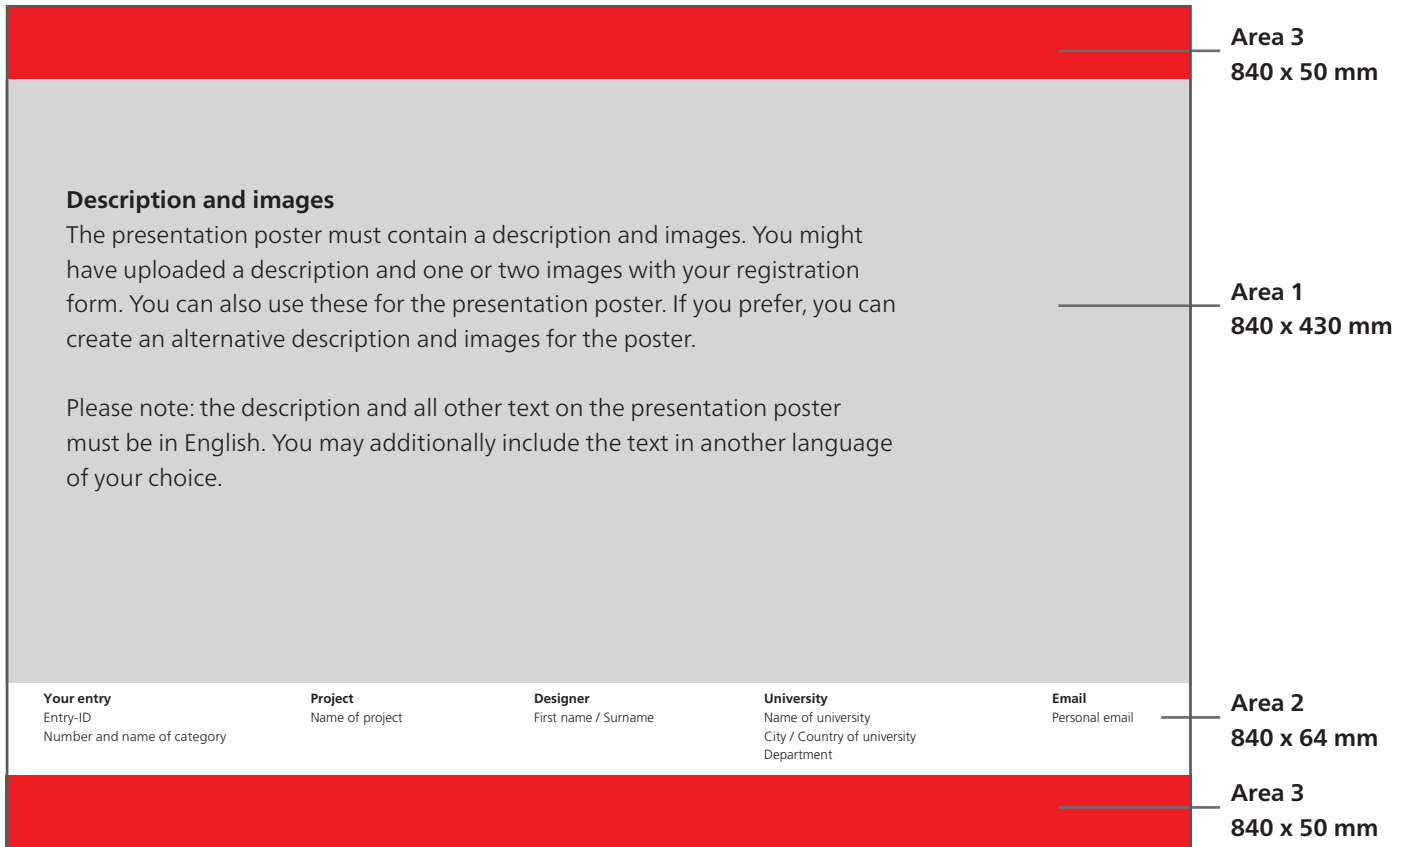 Area 3
840 x 50 mm
Description and images
The presentation poster must contain a description and images. You might
have uploaded a description and one or two images with your registration
form. You can also use these for the presentation poster. If you prefer, you can
create an alternative description and images for the poster.
Please note: the description and all other text on the presentation poster
must be in English. You may additionally include the text in another language
of your choice.
Area 1
840 x 430 mm
Your entry
Entry-ID
Number and name of category
Project
Name of project
Designer
First name / Surname
University
Name of university
City / Country of university
Department
Email
Personal email
Area 2
840 x 64 mm
Area 3
840 x 50 mm